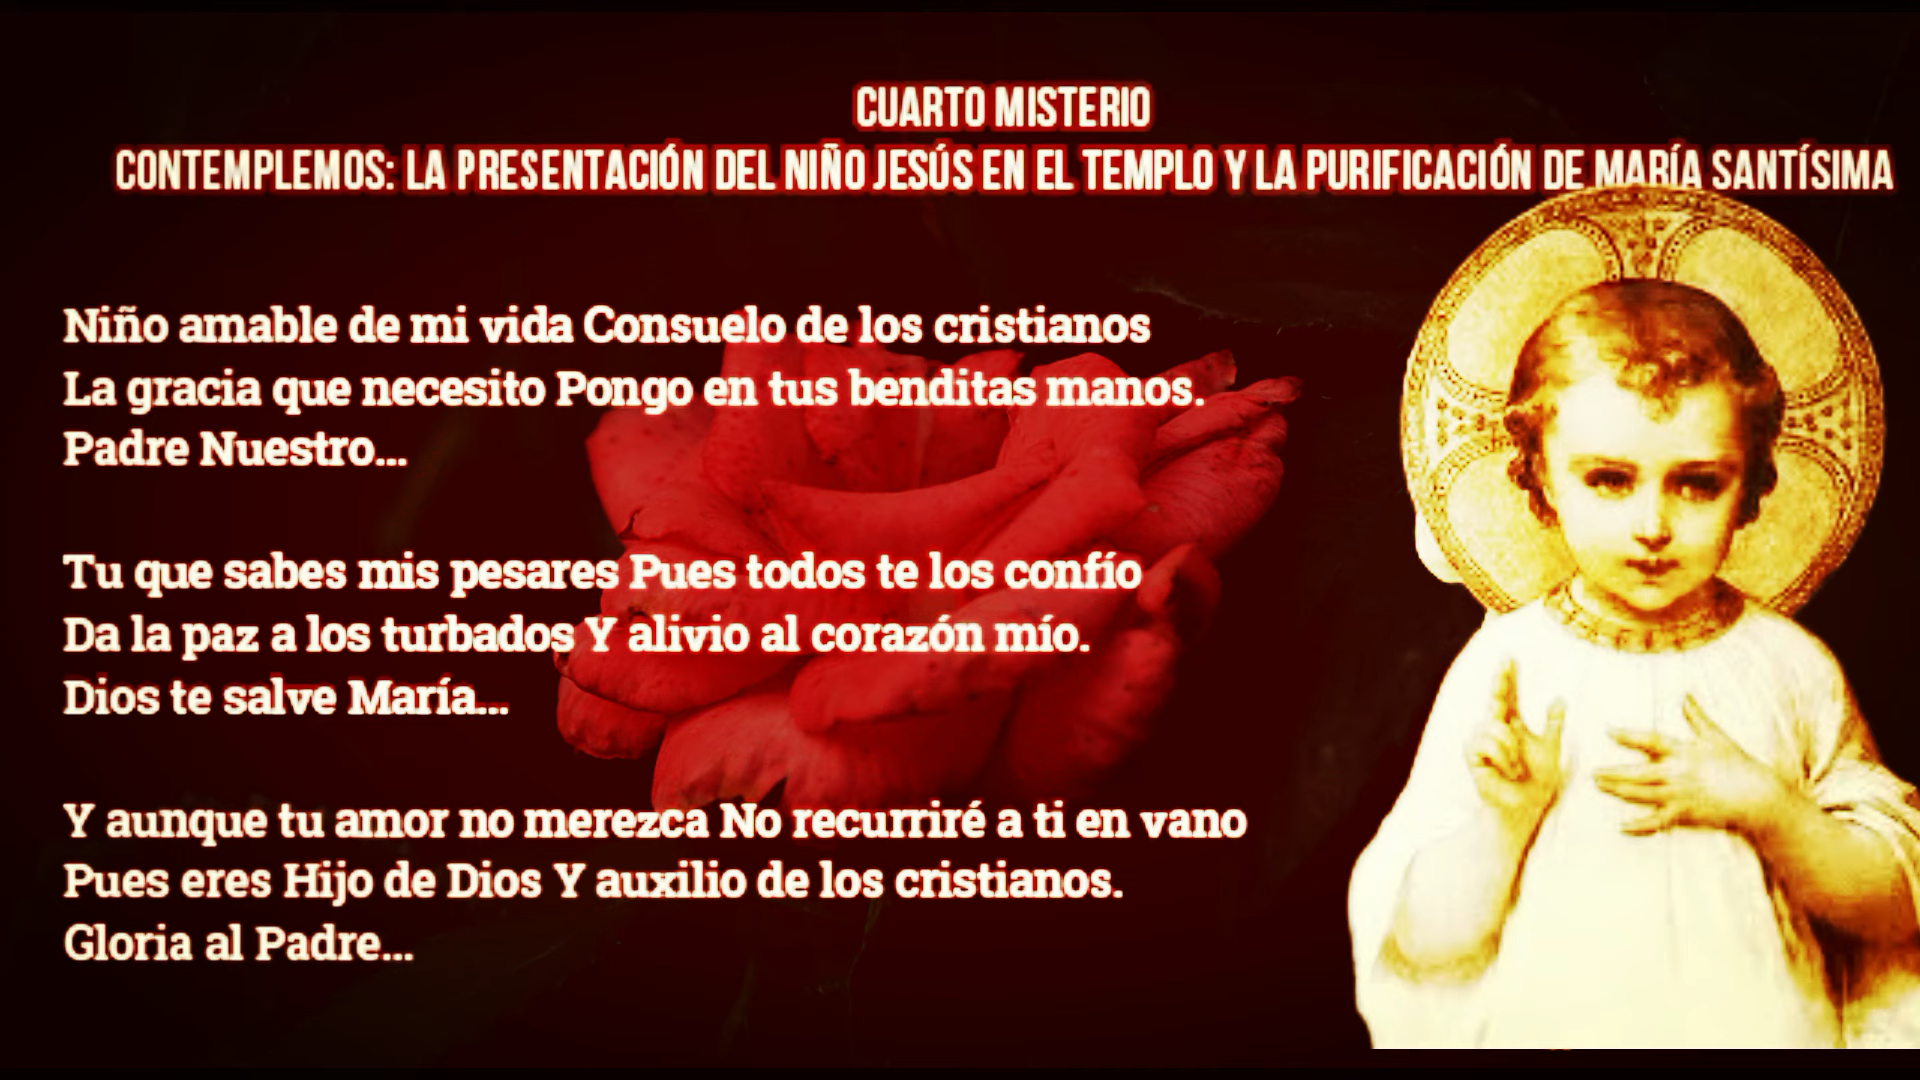 CUARTO MISTERIO
CONTEMPLEMOS: LA PRESENTACIÓN DEL NIÑO JESÚS EN EL TEMPLO Y LA PURIFICACIÓN DE MARÍA SANTÍSIMA
Niño amable de mi vida Consuelo de los cristianos
La gracia que necesito Pongo en tus benditas manos.
Padre Nuestro...
Tu que sabes mis pesares Pues todos te los confío
Da la paz a los turbados Y alivio al corazón mío.
Dios te salve María...
Y aunque tu amor no merezca No recurriré a ti en vano
Pues eres Hijo de Dios Y auxilio de los cristianos.
Gloria al Padre...